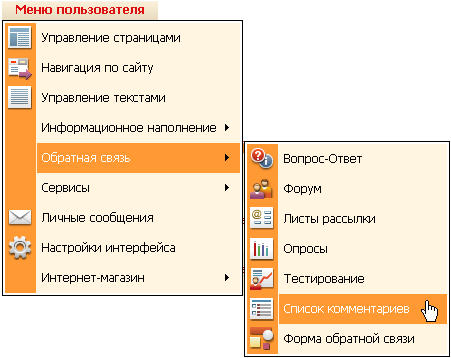 Меню пользователя
Управление страницами
Навигация по сайту
Управление текстами
Информационное наполнение
Обратная связь
Сервисы
Личные сообщения
Настройки интерфейса
Интернет-магазин
Вопрос-Ответ
Форум
Листы рассылки
Опросы
Тестирование
Список комментариев
Форма обратной связи